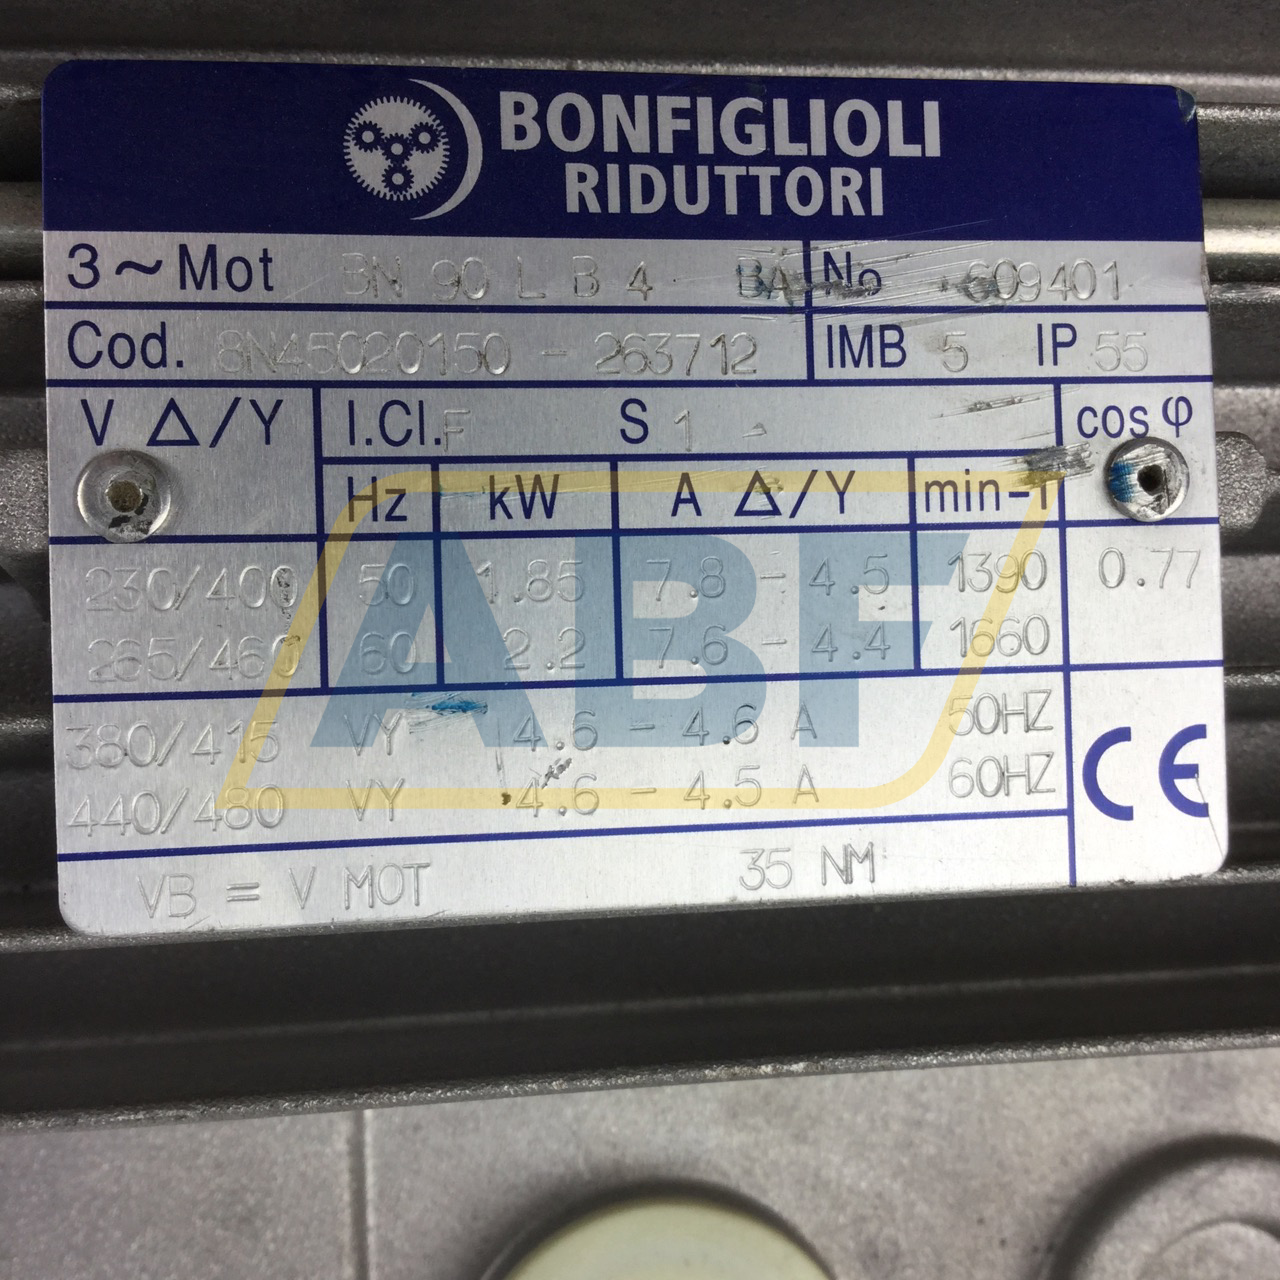 BONFIGLIOLI
RIDUTTORI
3~Mot BN 90 L B 4 BA No 609401
Cod. 8N45020150 - 263712 IMB 5 IP 55
V Δ/Y I.Cl. F S 1 cos φ
Hz kW A Δ/Y min-1
230/400 50 1.85 7.8 - 4.5 1390 0.77
265/460 60 2.2 7.6 - 4.4 1660
380/415 VY 4.6 - 4.6 A 50HZ
440/480 VY 4.6 - 4.5 A 60HZ
CE
VB = V MOT 35 NM
ABF